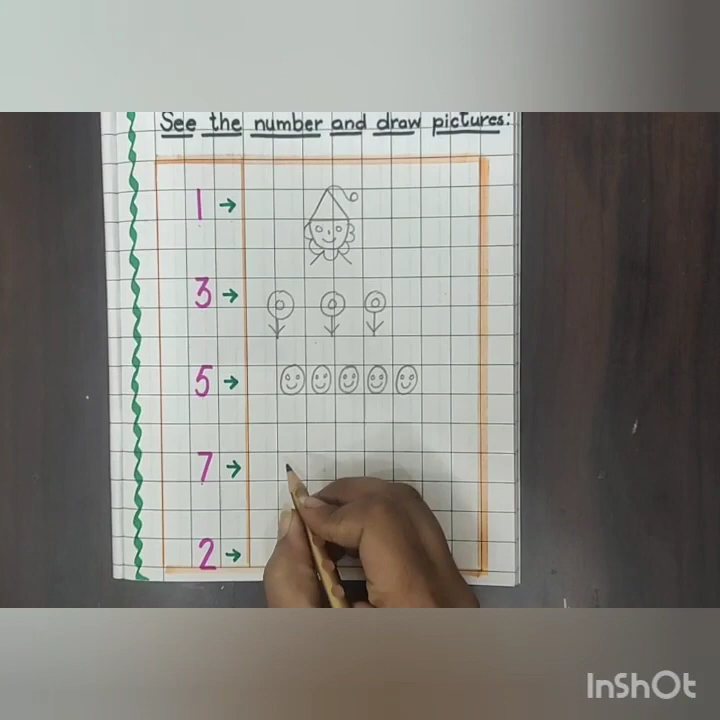 See the number and draw pictures:
1 →
3 →
5 →
7 →
2 →
InShOt